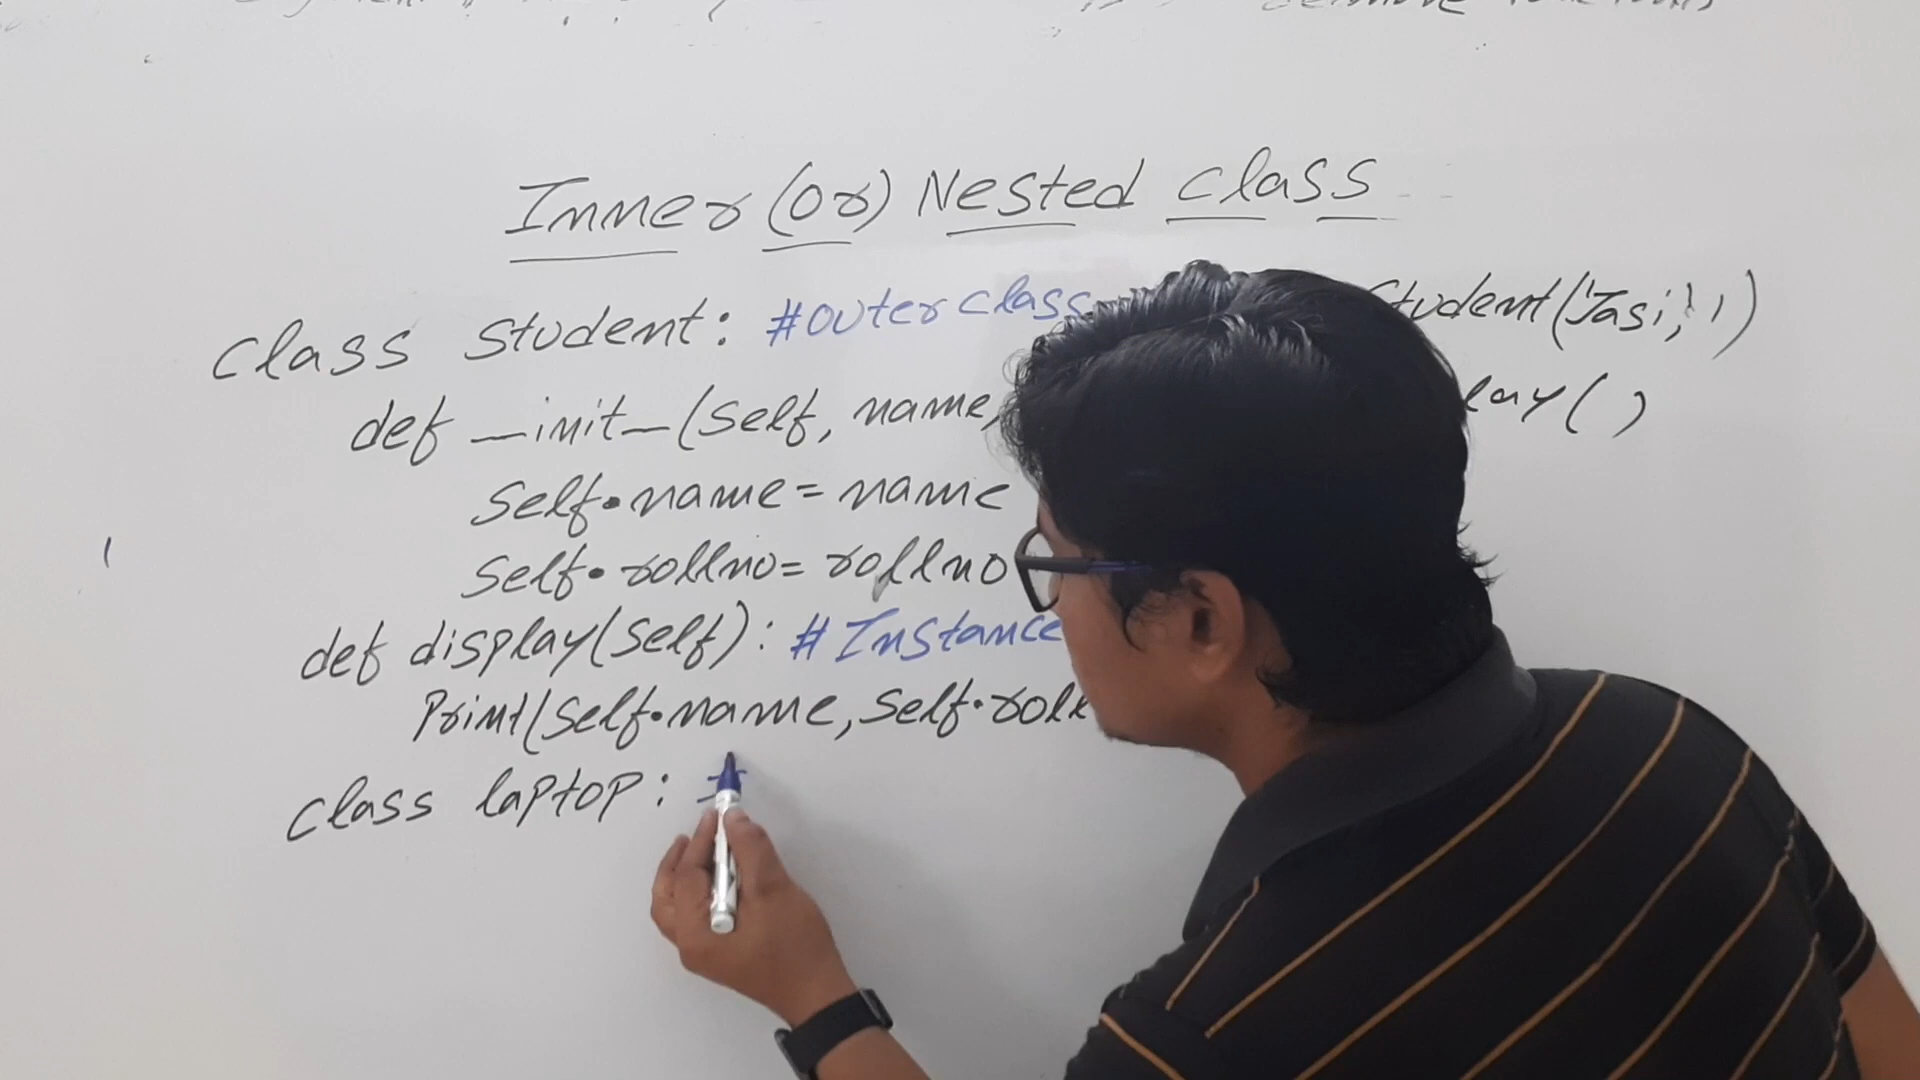 Inner (or) Nested class
class student: #outer class
def __init__(self, name,
self.name = name
self.rollno = rollno
def display(self): # Instance
Print(self.name, self.roll
class laptop:
student('Jasi', 1)
lay( )